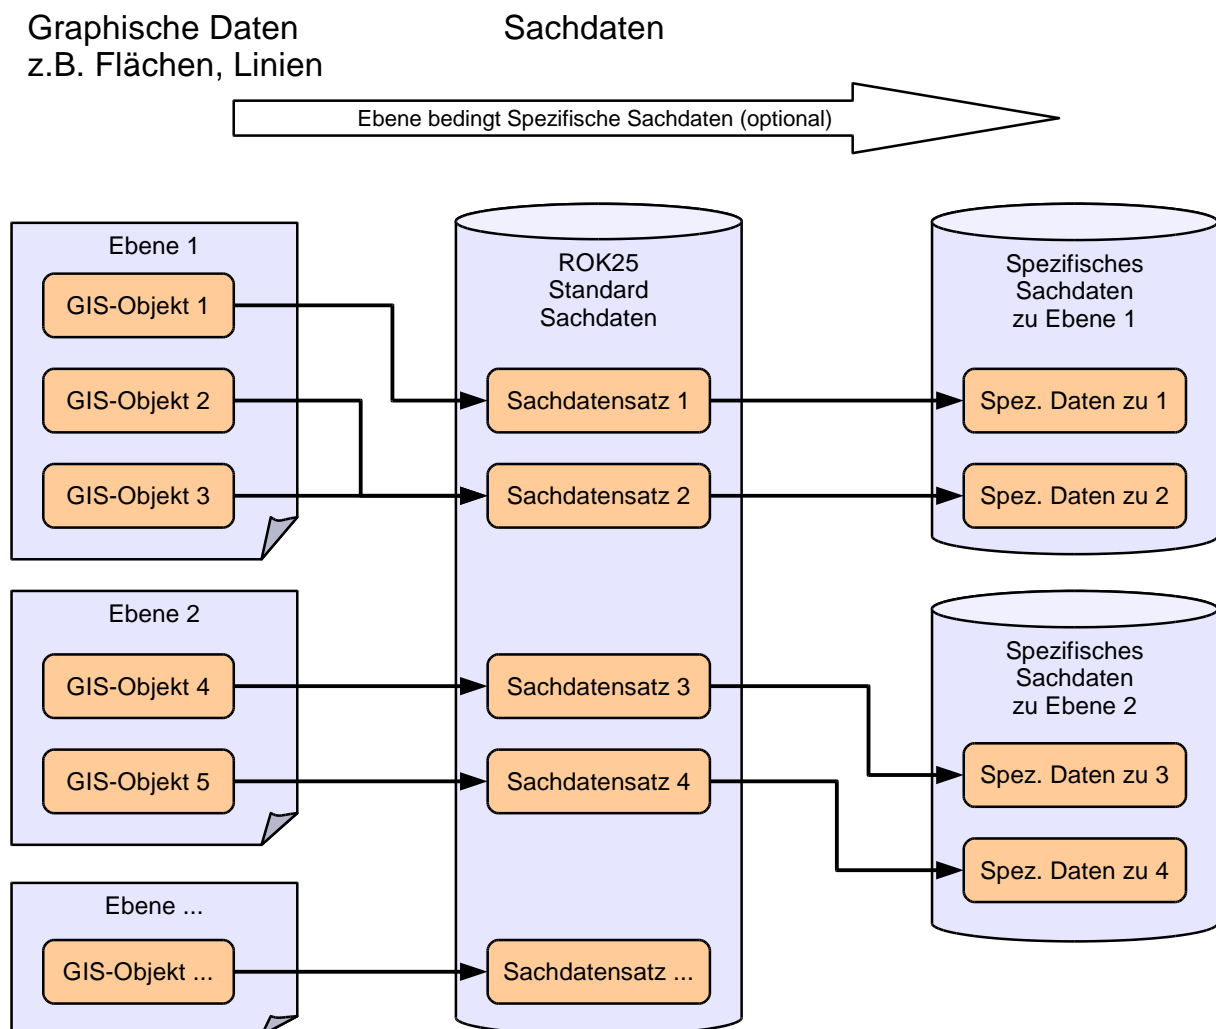 Graphische Daten
z.B. Flächen, Linien
Sachdaten
Ebene bedingt Spezifische Sachdaten (optional)
Ebene 1
GIS-Objekt 1
GIS-Objekt 2
GIS-Objekt 3
Ebene 2
GIS-Objekt 4
GIS-Objekt 5
Ebene ...
GIS-Objekt ...
ROK25
Standard
Sachdaten
Sachdatensatz 1
Sachdatensatz 2
Sachdatensatz 3
Sachdatensatz 4
Sachdatensatz ...
Spezifisches
Sachdaten
zu Ebene 1
Spez. Daten zu 1
Spez. Daten zu 2
Spezifisches
Sachdaten
zu Ebene 2
Spez. Daten zu 3
Spez. Daten zu 4